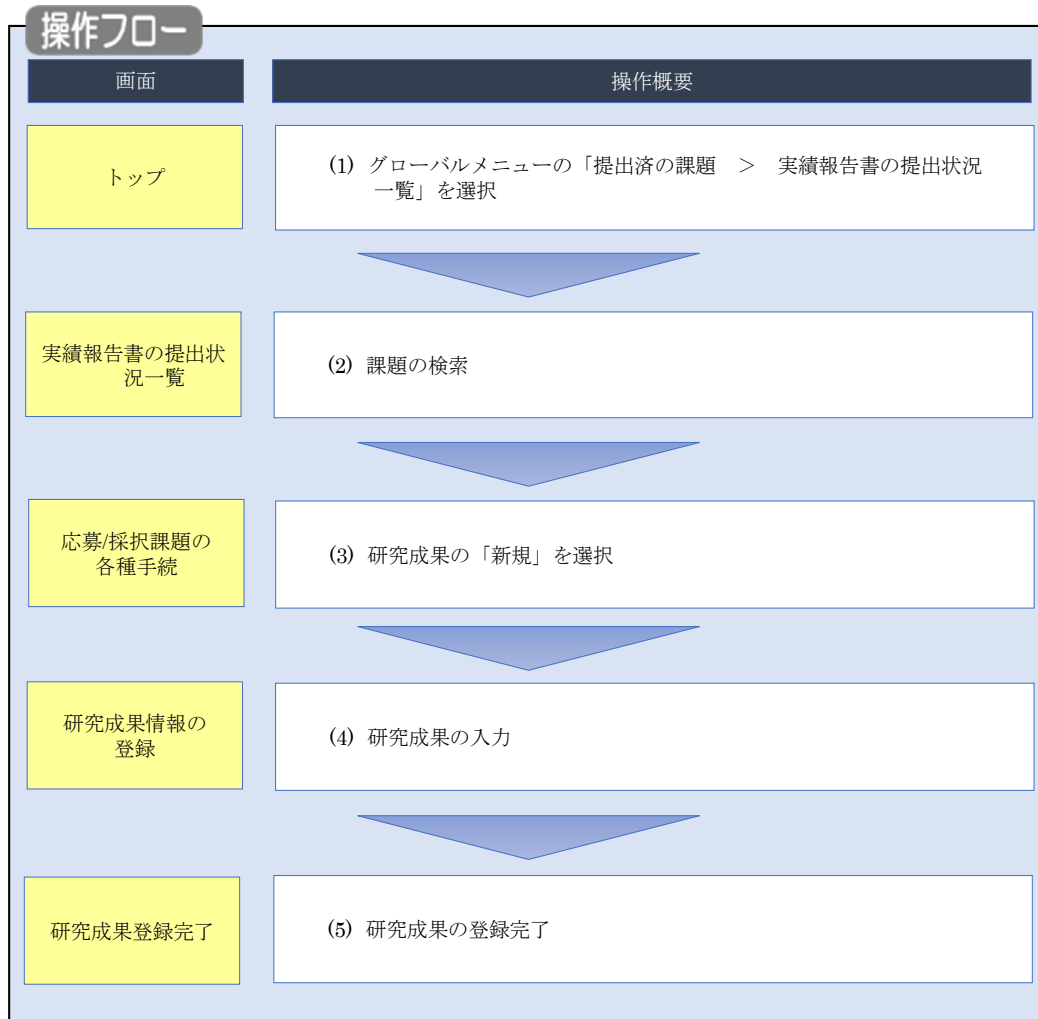 操作フロー
画面
操作概要
トップ
(1) グローバルメニューの「提出済の課題　＞　実績報告書の提出状況
一覧」を選択
実績報告書の提出状
況一覧
(2) 課題の検索
応募/採択課題の
各種手続
(3) 研究成果の「新規」を選択
研究成果情報の
登録
(4) 研究成果の入力
研究成果登録完了
(5) 研究成果の登録完了